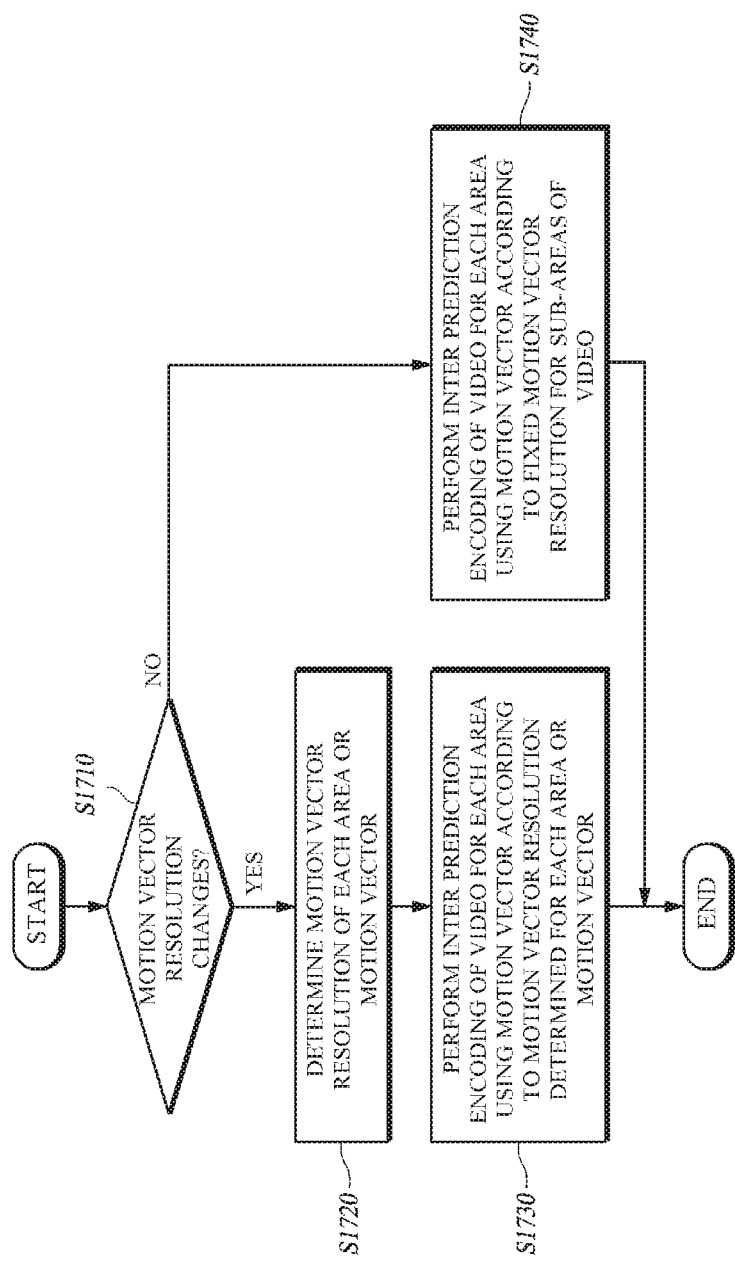 START
S1710
MOTION VECTOR
RESOLUTION
CHANGES?
NO
YES
DETERMINE MOTION VECTOR
RESOLUTION OF EACH AREA OR
MOTION VECTOR
S1720
PERFORM INTER PREDICTION
ENCODING OF VIDEO FOR EACH AREA
USING MOTION VECTOR ACCORDING
TO MOTION VECTOR RESOLUTION
DETERMINED FOR EACH AREA OR
MOTION VECTOR
S1730
PERFORM INTER PREDICTION
ENCODING OF VIDEO FOR EACH AREA
USING MOTION VECTOR ACCORDING
TO FIXED MOTION VECTOR
RESOLUTION FOR SUB-AREAS OF
VIDEO
S1740
END